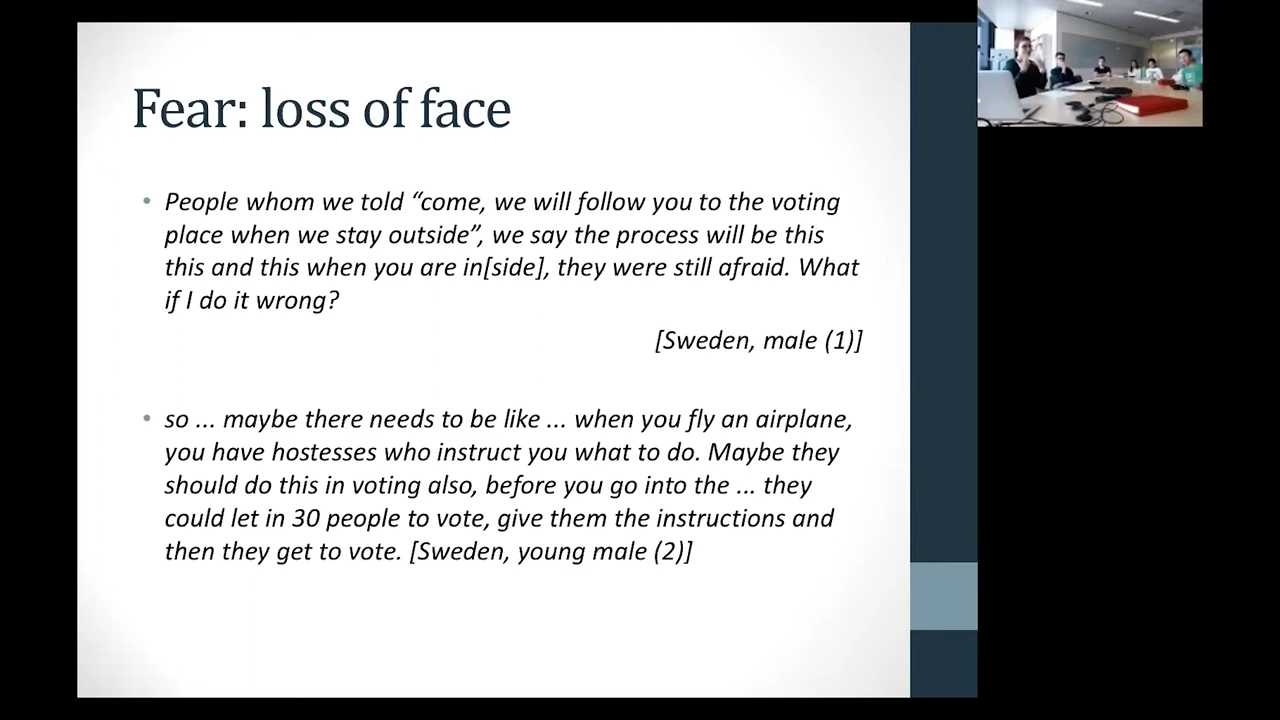 Fear: loss of face
• People whom we told “come, we will follow you to the voting
place when we stay outside”, we say the process will be this
this and this when you are in[side], they were still afraid. What
if I do it wrong?
[Sweden, male (1)]
• so ... maybe there needs to be like ... when you fly an airplane,
you have hostesses who instruct you what to do. Maybe they
should do this in voting also, before you go into the ... they
could let in 30 people to vote, give them the instructions and
then they get to vote. [Sweden, young male (2)]